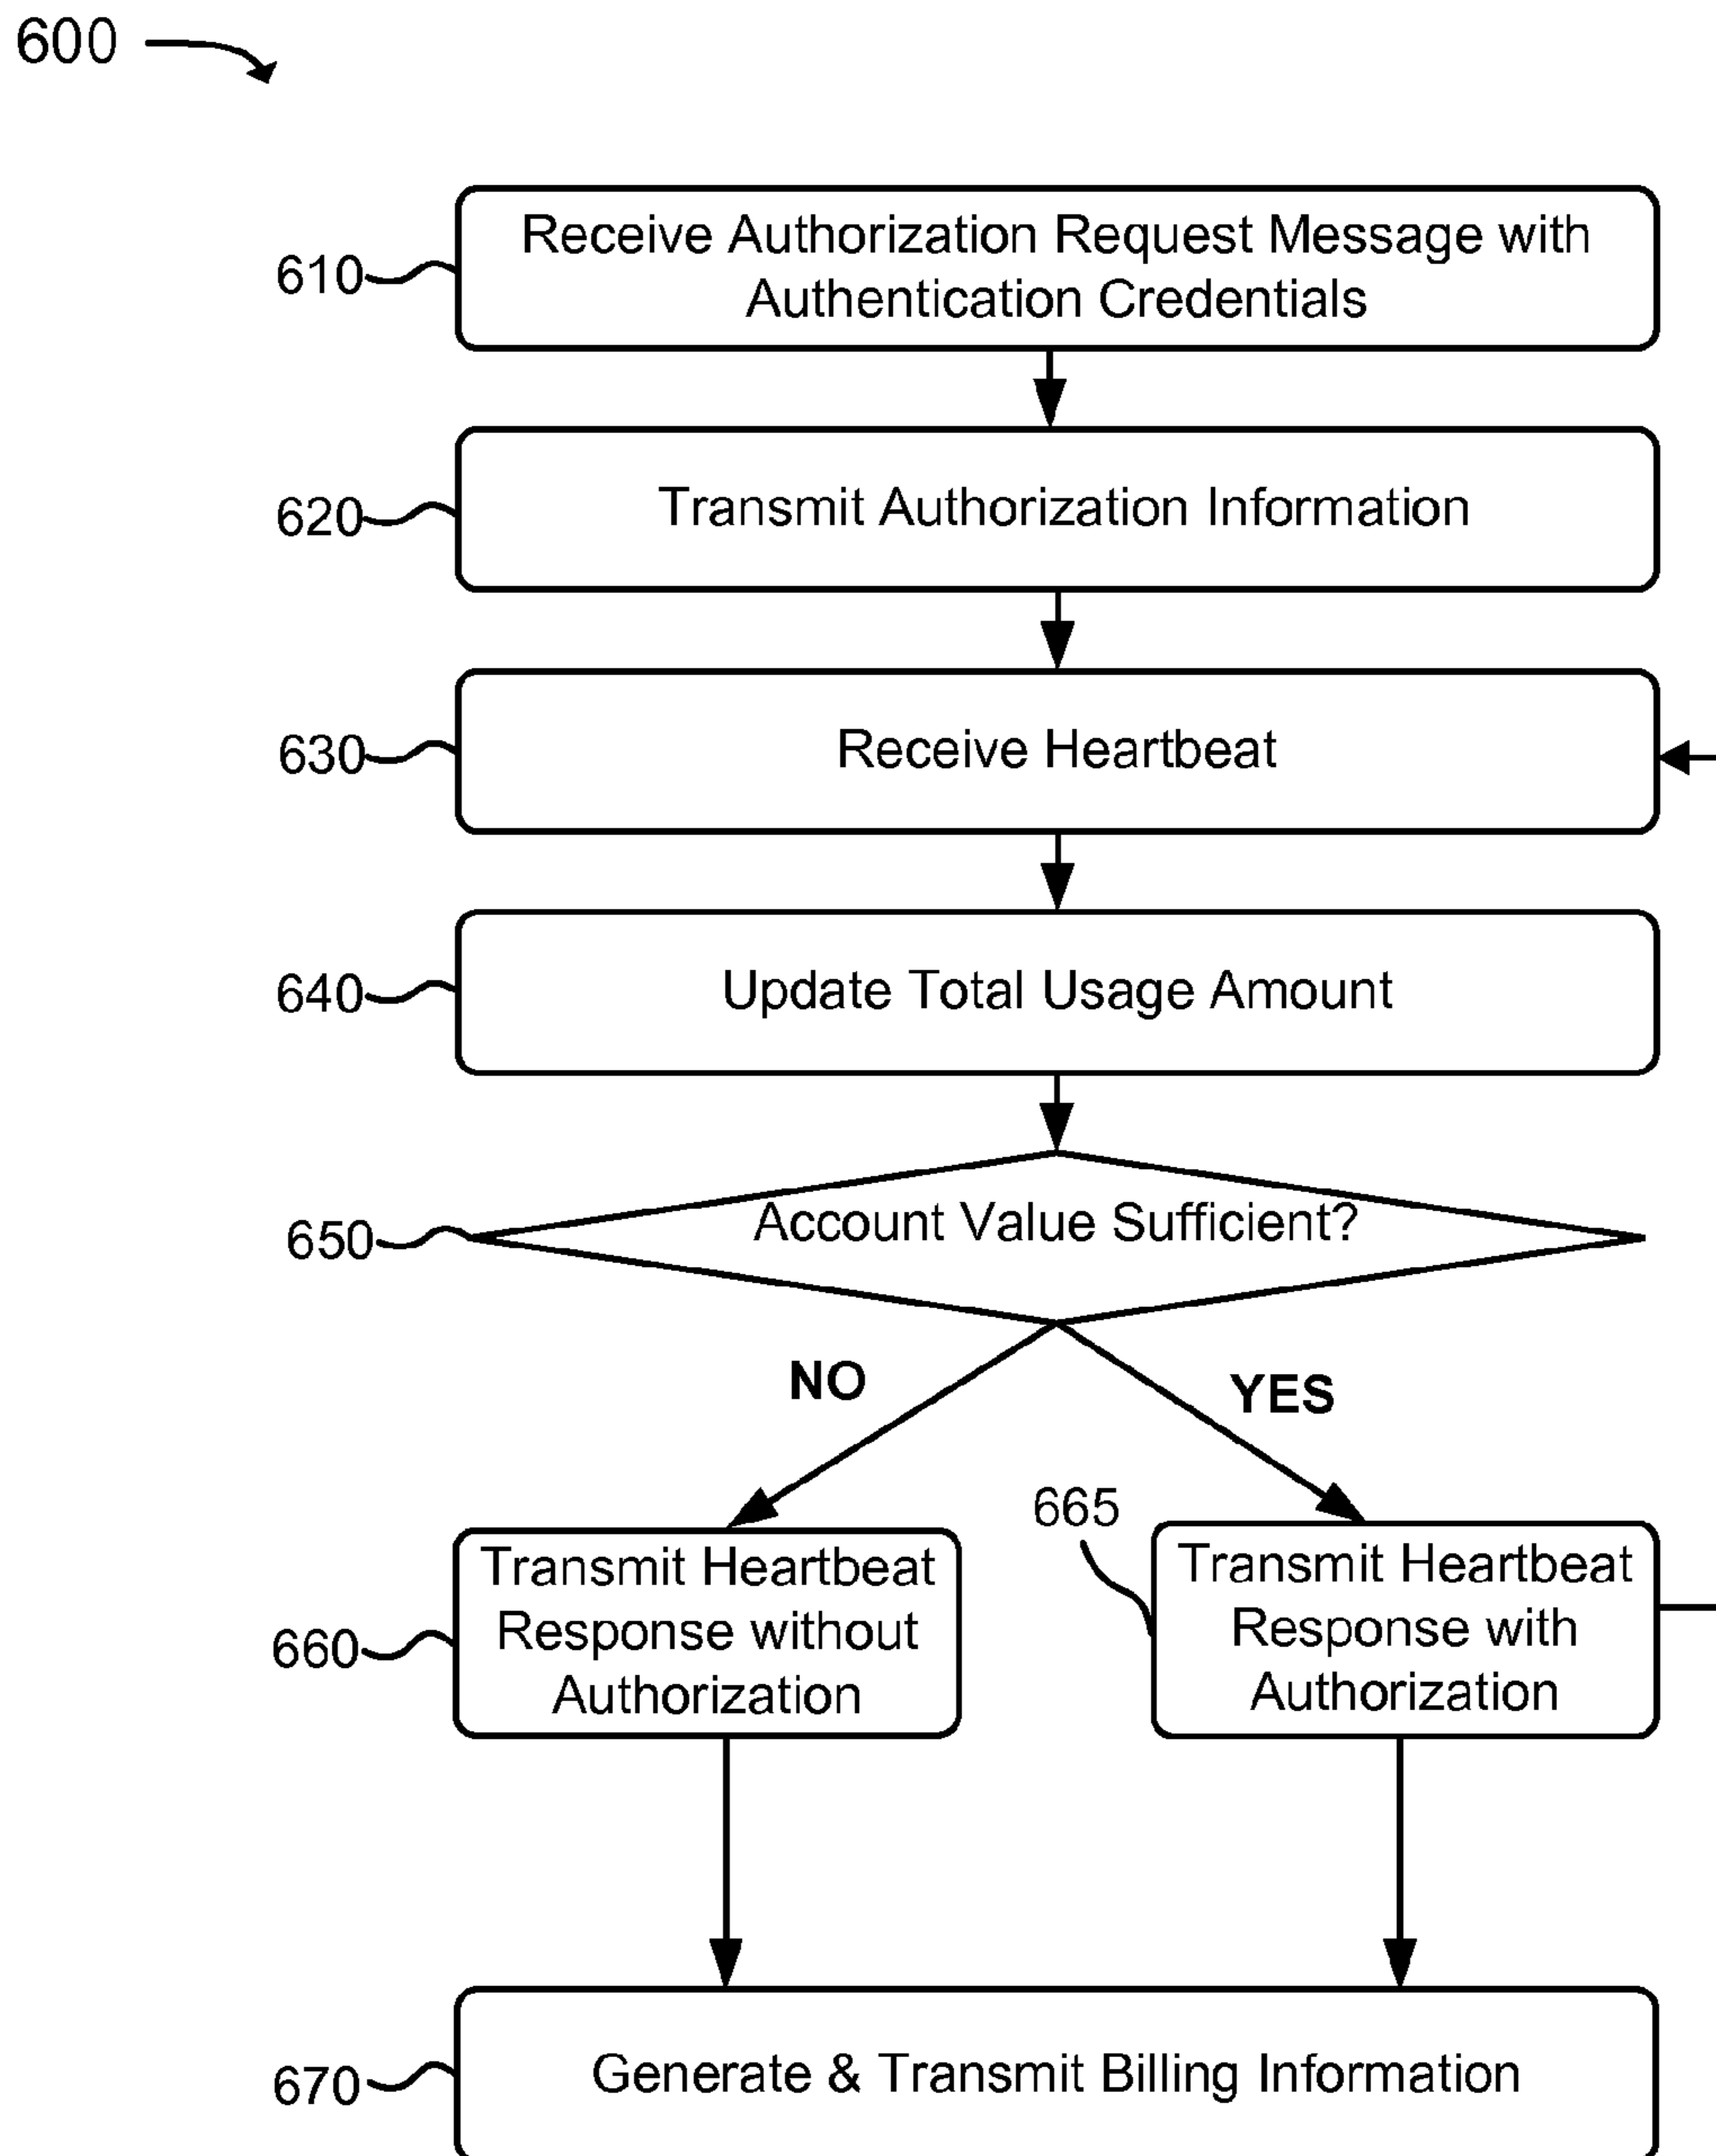 600
610
Receive Authorization Request Message with
Authentication Credentials
620
Transmit Authorization Information
630
Receive Heartbeat
640
Update Total Usage Amount
650
Account Value Sufficient?
NO
YES
660
Transmit Heartbeat
Response without
Authorization
665
Transmit Heartbeat
Response with
Authorization
670
Generate & Transmit Billing Information